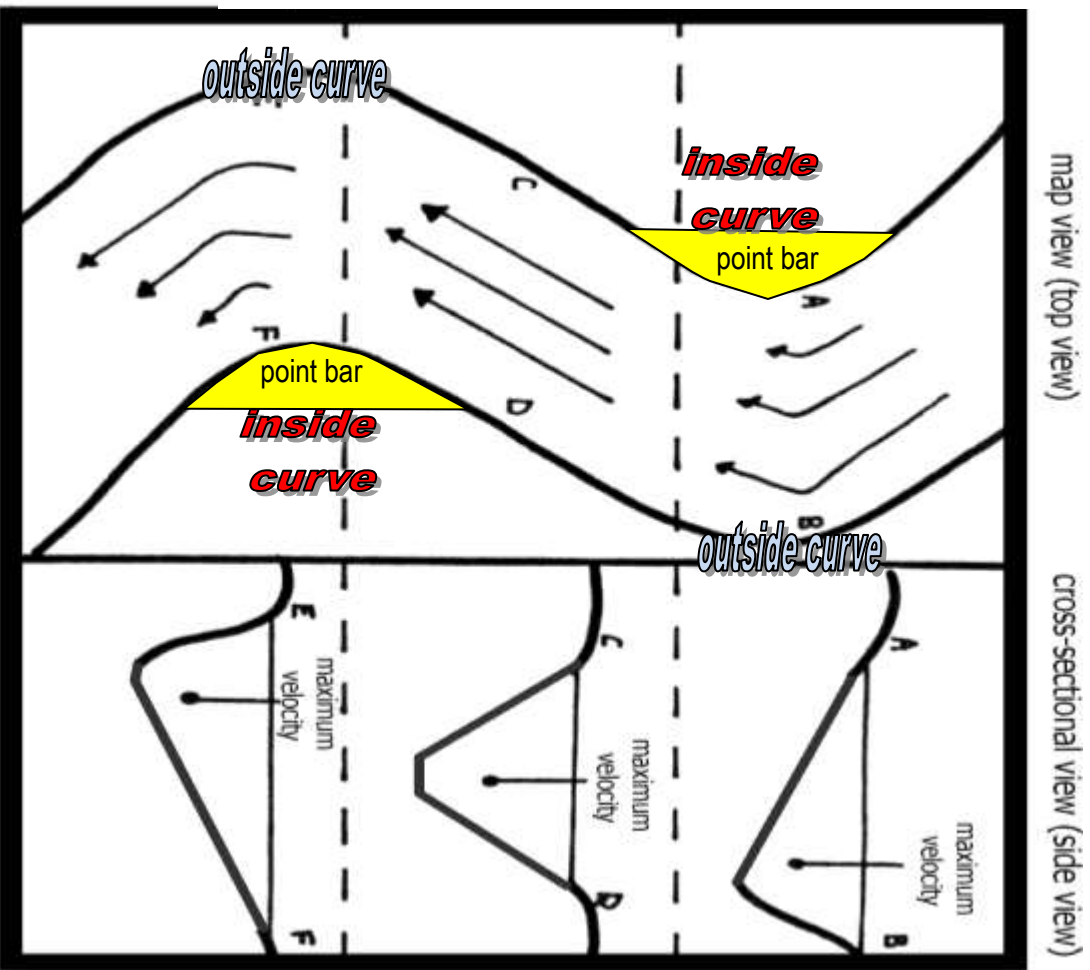 outside curve
inside
curve
point bar
C
A
F
point bar
D
inside
curve
B
outside curve
map view (top view)
E
maximum
velocity
F
C
maximum
velocity
D
A
maximum
velocity
B
cross-sectional view (side view)